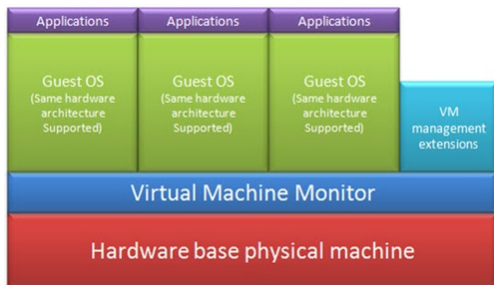 Applications
Applications
Applications
Guest OS
(Same hardware
architecture
Supported)
Guest OS
(Same hardware
architecture
Supported)
Guest OS
(Same hardware
architecture
Supported)
VM
management
extensions
Virtual Machine Monitor
Hardware base physical machine